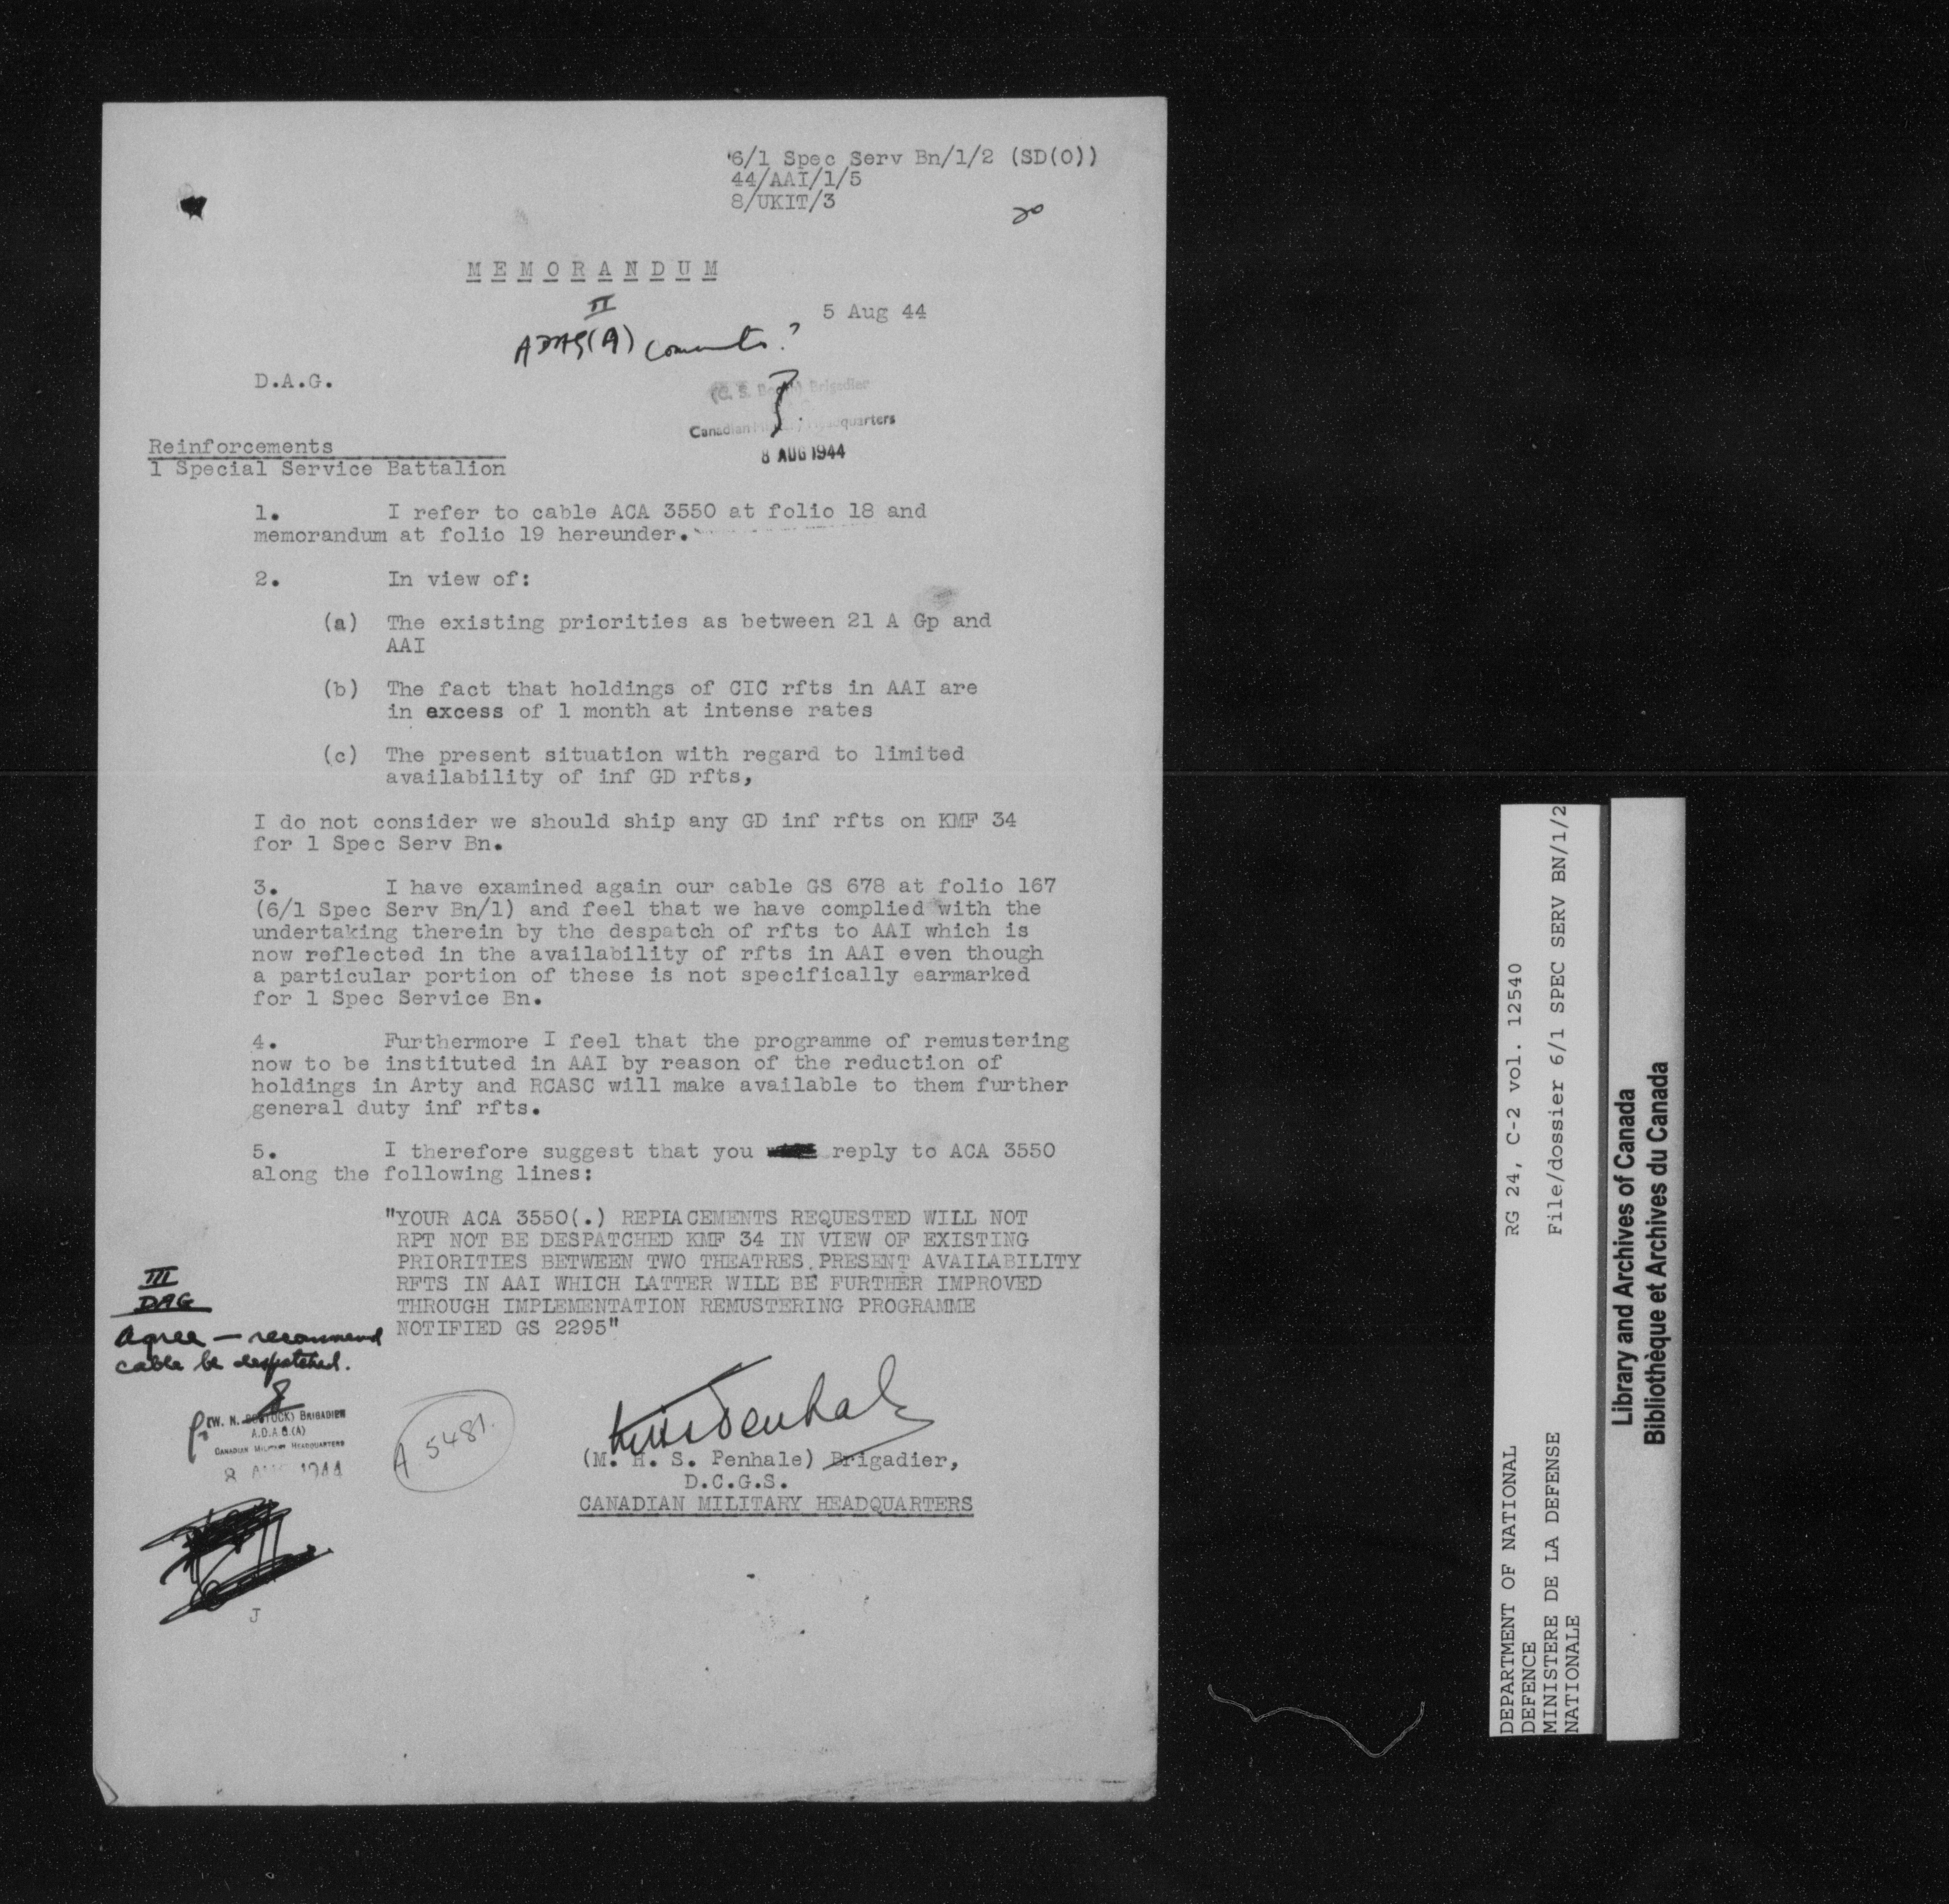 6/1 Spec Serv Bn/1/2 (SD(O))
44/AAI/1/5
8/UKIT/3
20
MEMORANDUM
II
5 Aug 44
ADAG(A) comments?
D.A.G.
Brigadier
Canadian Headquarters
8 AUG 1944
Reinforcements
1 Special Service Battalion
1. I refer to cable ACA 3550 at folio 18 and
memorandum at folio 19 hereunder.
2. In view of:
(a) The existing priorities as between 21 A Gp and
AAI
(b) The fact that holdings of CIC rfts in AAI are
in excess of 1 month at intense rates
(c) The present situation with regard to limited
availability of inf GD rfts,
I do not consider we should ship any GD inf rfts on KMF 34
for 1 Spec Serv Bn.
3. I have examined again our cable GS 678 at folio 167
(6/1 Spec Serv Bn/1) and feel that we have complied with the
undertaking therein by the despatch of rfts to AAI which is
now reflected in the availability of rfts in AAI even though
a particular portion of these is not specifically earmarked
for 1 Spec Service Bn.
4. Furthermore I feel that the programme of remustering
now to be instituted in AAI by reason of the reduction of
holdings in Arty and RCASC will make available to them further
general duty inf rfts.
5. I therefore suggest that you reply to ACA 3550
along the following lines:
"YOUR ACA 3550(.) REPLACEMENTS REQUESTED WILL NOT
RPT NOT BE DESPATCHED KMF 34 IN VIEW OF EXISTING
PRIORITIES BETWEEN TWO THEATRES PRESENT AVAILABILITY
RFTS IN AAI WHICH LATTER WILL BE FURTHER IMPROVED
THROUGH IMPLEMENTATION REMUSTERING PROGRAMME
NOTIFIED GS 2295"
III
DAG
Agree — recommend
cable be despatched.
(W. N. BOSTOCK) BRIGADIER
A.D.A.G.(A)
CANADIAN MILITARY HEADQUARTERS
8 AUG 1944
A 5481.
(M. H. S. Penhale) Brigadier,
D.C.G.S.
CANADIAN MILITARY HEADQUARTERS
J
DEPARTMENT OF NATIONAL
DEFENCE
MINISTERE DE LA DEFENSE
NATIONALE
RG 24, C-2 vol. 12540
File/dossier 6/1 SPEC SERV BN/1/2
Library and Archives of Canada
Bibliothèque et Archives du Canada